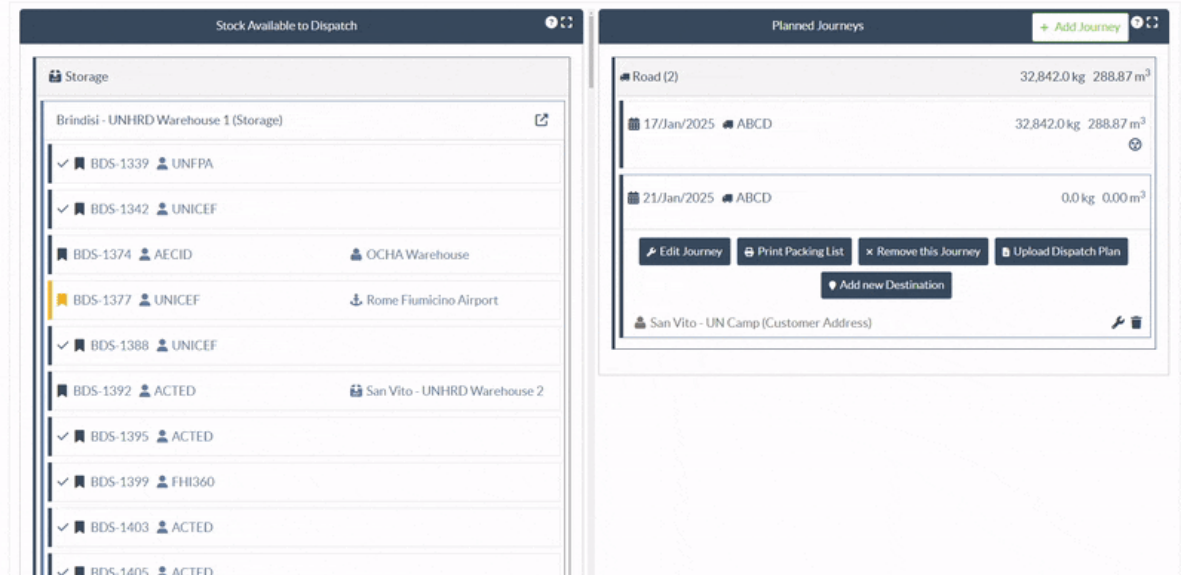 Stock Available to Dispatch
Storage
Brindisi - UNHRD Warehouse 1 (Storage)
BDS-1339 UNFPA
BDS-1342 UNICEF
BDS-1374 AECID OCHA Warehouse
BDS-1377 UNICEF Rome Fiumicino Airport
BDS-1388 UNICEF
BDS-1392 ACTED San Vito - UNHRD Warehouse 2
BDS-1395 ACTED
BDS-1399 FHI360
BDS-1403 ACTED
BDS-1405 ACTED
Planned Journeys + Add Journey
Road (2) 32,842.0 kg 288.87 m³
17/Jan/2025 ABCD 32,842.0 kg 288.87 m³
21/Jan/2025 ABCD 0.0 kg 0.00 m³
Edit Journey Print Packing List × Remove this Journey Upload Dispatch Plan
Add new Destination
San Vito - UN Camp (Customer Address)